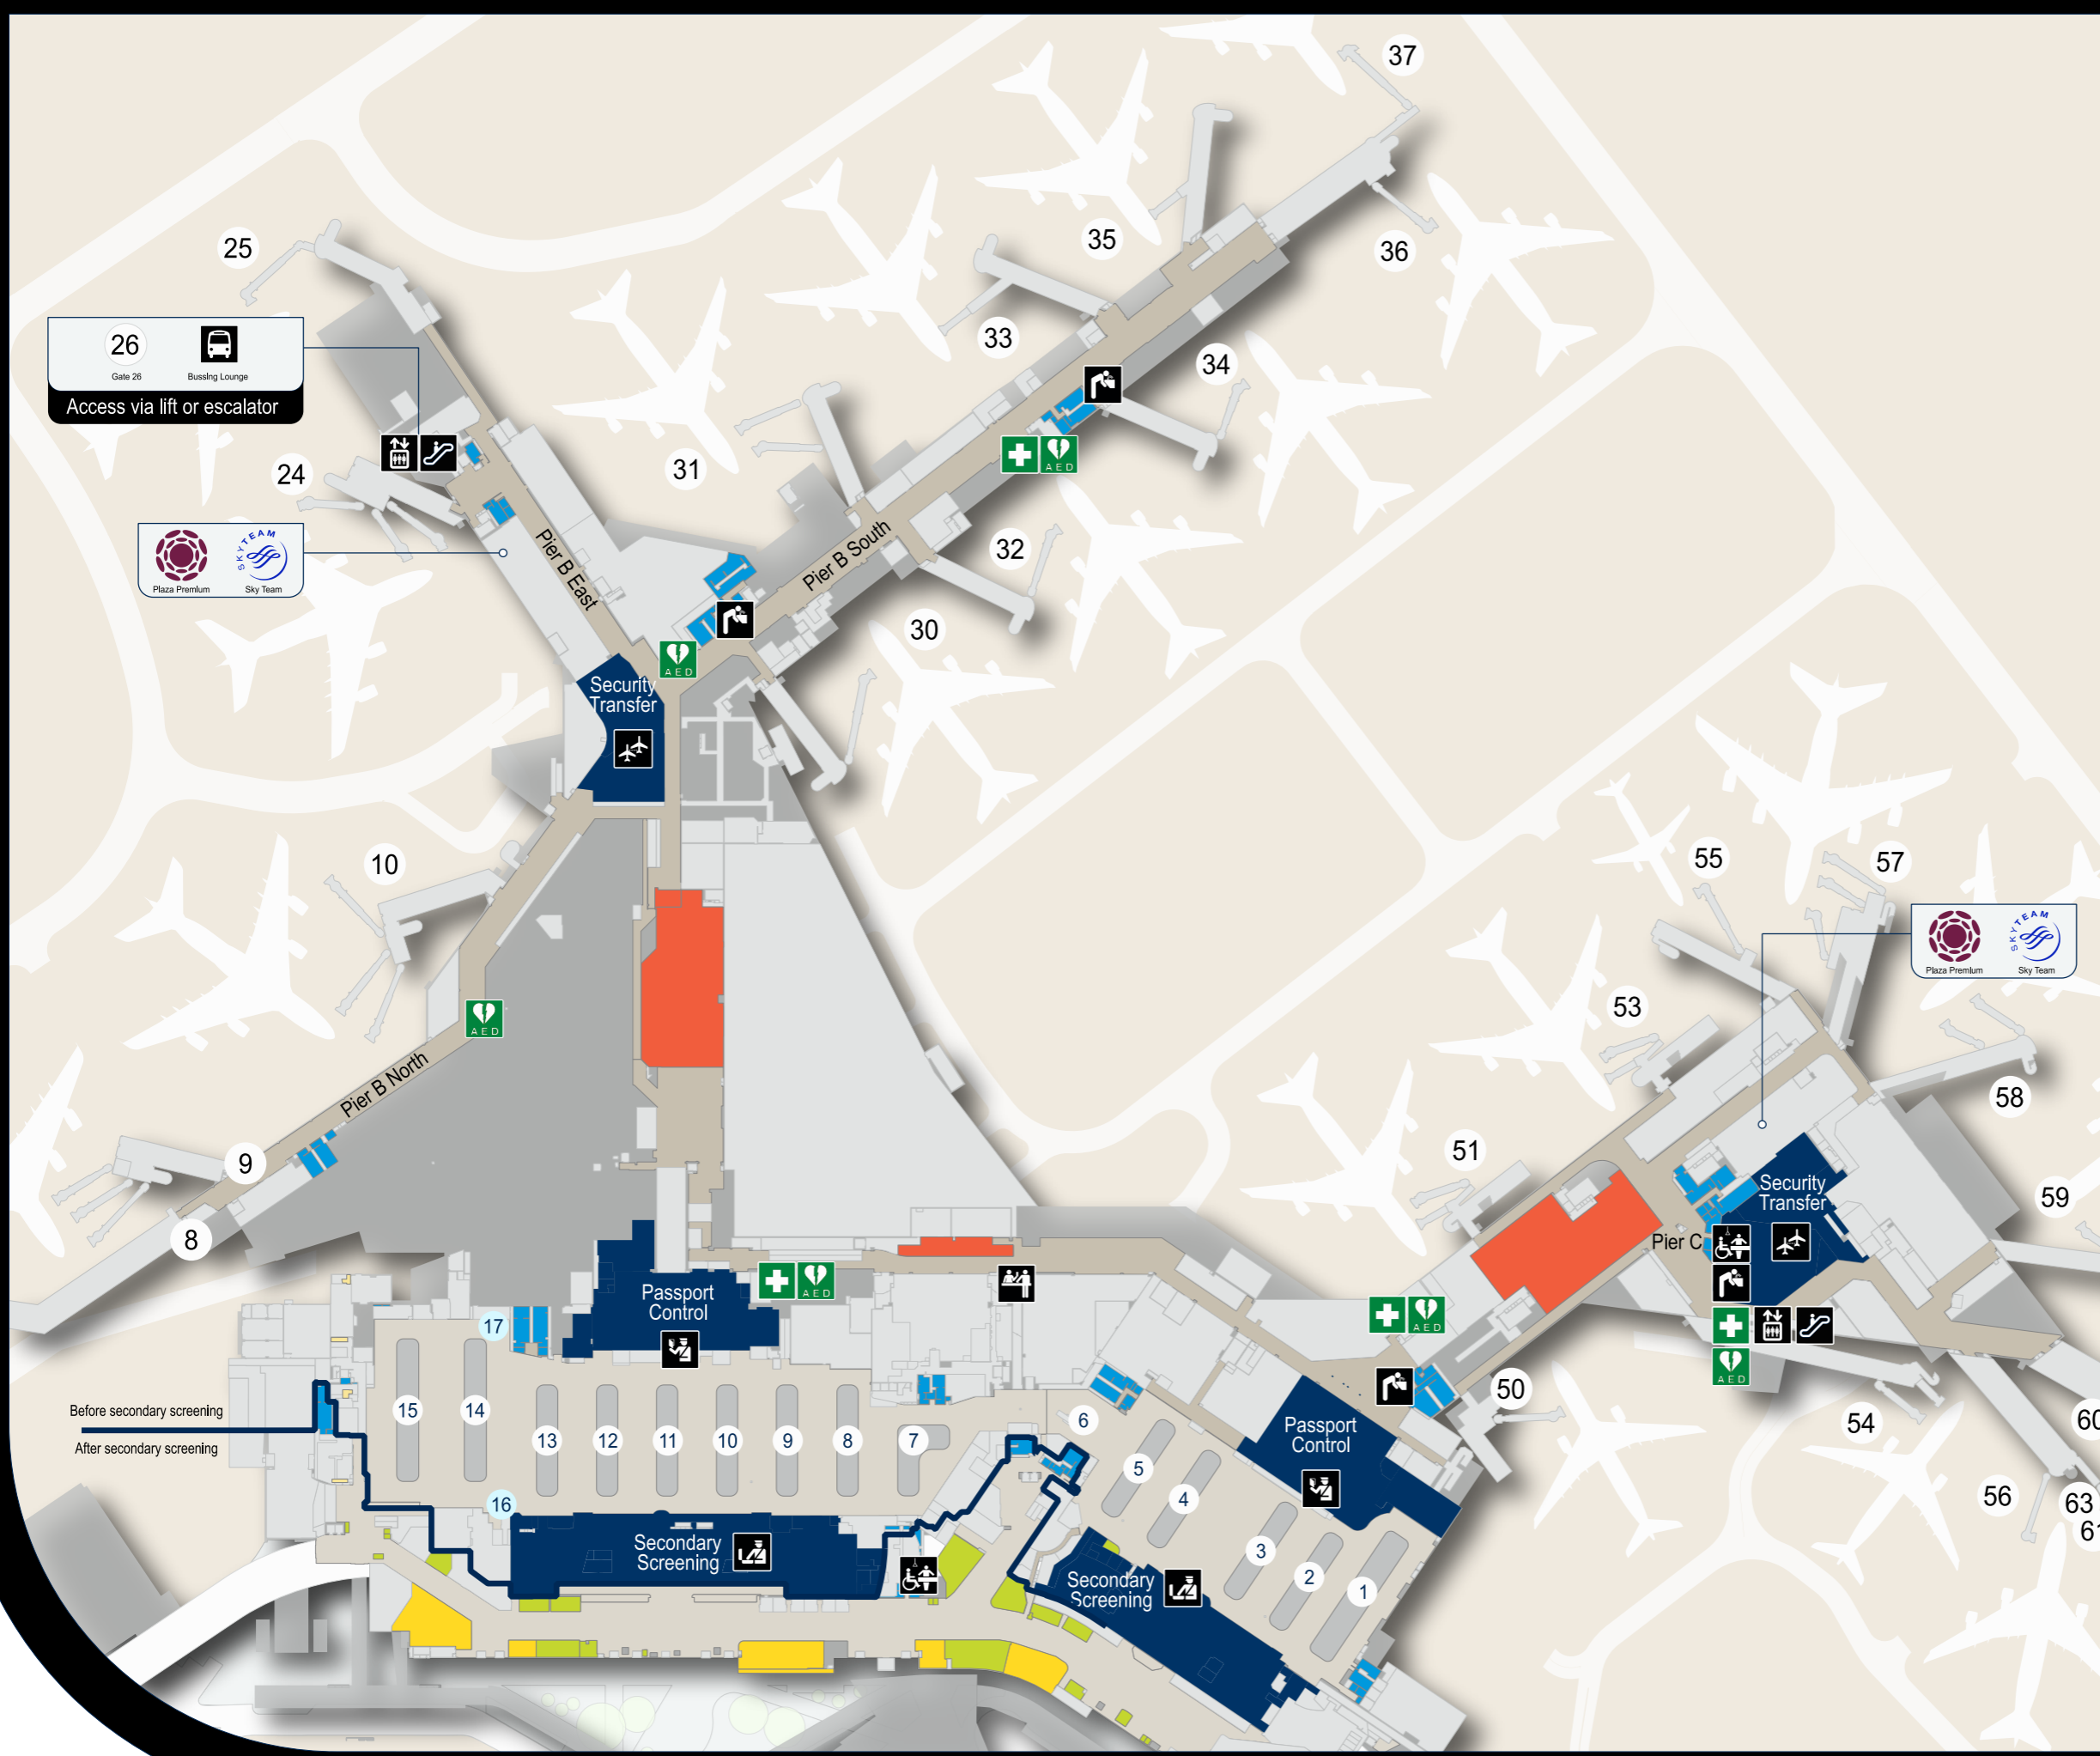 37
35
36
25
33
34
26
Gate 26
Bussing Lounge
Access via lift or escalator
24
31
AED
32
Pier B South
Pier B East
SKYTEAM
Plaza Premium
Sky Team
30
AED
Security
Transfer
10
55
57
SKYTEAM
Plaza Premium
Sky Team
53
AED
58
Pier B North
51
9
Security
Transfer
59
8
Pier C
Passport
Control
AED
AED
17
AED
50
Before secondary screening
After secondary screening
15
14
13
12
11
10
9
8
7
6
Passport
Control
54
5
4
16
56
63
Secondary
Screening
3
2
1
Secondary
Screening